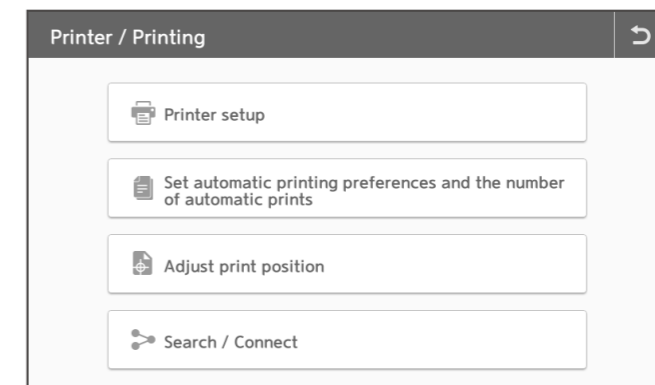 Printer / Printing
Printer setup
Set automatic printing preferences and the number
of automatic prints
Adjust print position
Search / Connect